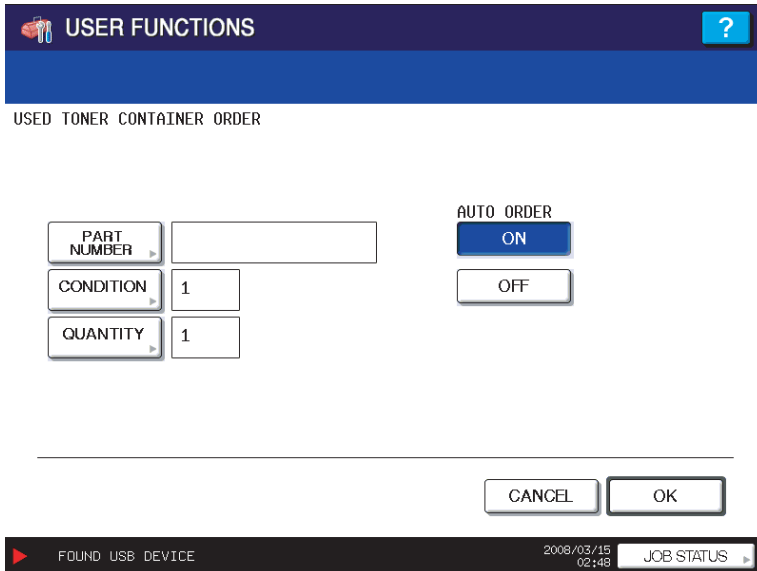 USER FUNCTIONS
?
USED TONER CONTAINER ORDER
AUTO ORDER
PART
NUMBER
ON
CONDITION
1
OFF
QUANTITY
1
CANCEL
OK
FOUND USB DEVICE
2008/03/15
02:48
JOB STATUS